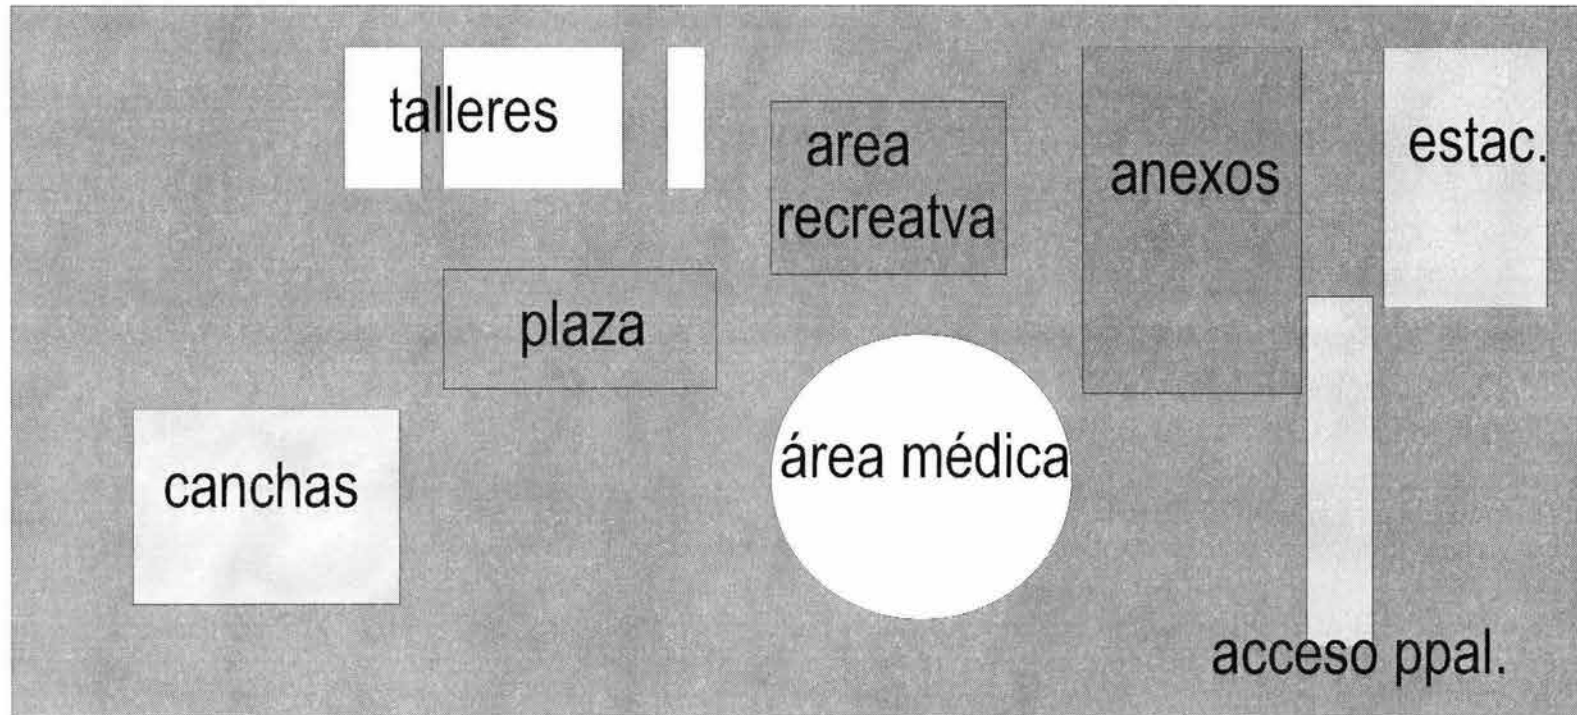 talleres
area
recreatva
anexos
estac.
plaza
canchas
área médica
acceso ppal.